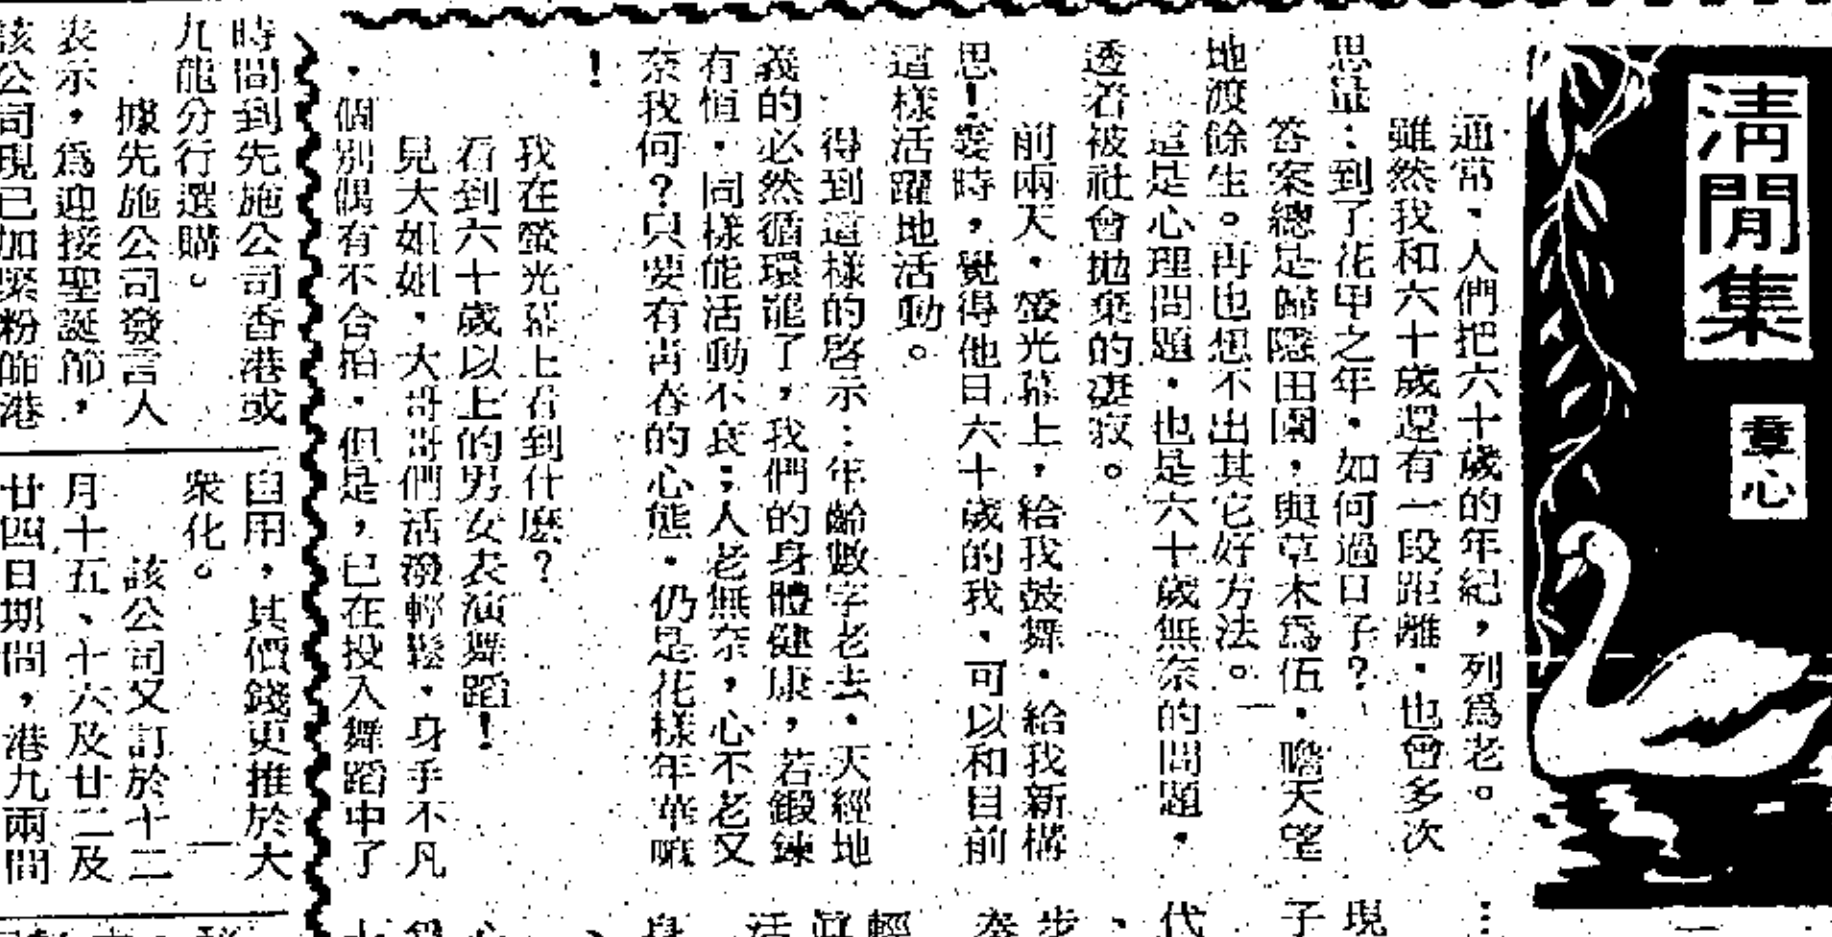 清閒集
童心
通常，人們把六十歲的年紀，列爲老。
雖然我和六十歲還有一段距離，也曾多次
思量：到了花甲之年，如何過日子？
答案總是歸隱田園，與草木爲伍，瞻天望
地渡餘生。再也想不出其它好方法。
這是心理問題，也是六十歲無奈的問題，
透着被社會拋棄的凄寂。
前兩天，螢光幕上，給我鼓舞，給我新構
思！霎時，覺得他日六十歲的我，可以和目前
這樣活躍地活動。
得到這樣的啓示：年齡數字老去，天經地
義的必然循環罷了，我們的身體健康，若鍛鍊
有恒，同樣能活動不衰；人老無奈，心不老又
奈我何？只要有青春的心態，仍是花樣年華嘛
！
我在螢光幕上看到什麽？
看到六十歲以上的男女表演舞蹈！
見大姐姐，大哥哥們活潑輕鬆，身手不凡
，個別偶有不合拍，但是，已在投入舞蹈中了
現
子
代
步
輕
眞
活
身
時間到先施公司香港或
九龍分行選購。
據先施公司發言人
表示，爲迎接聖誕節，
該公司現已加緊粉飾港
自用，其價錢更推於大
衆化。
該公司又訂於十二
月十五、十六及廿二及
廿四日期間，港九兩間